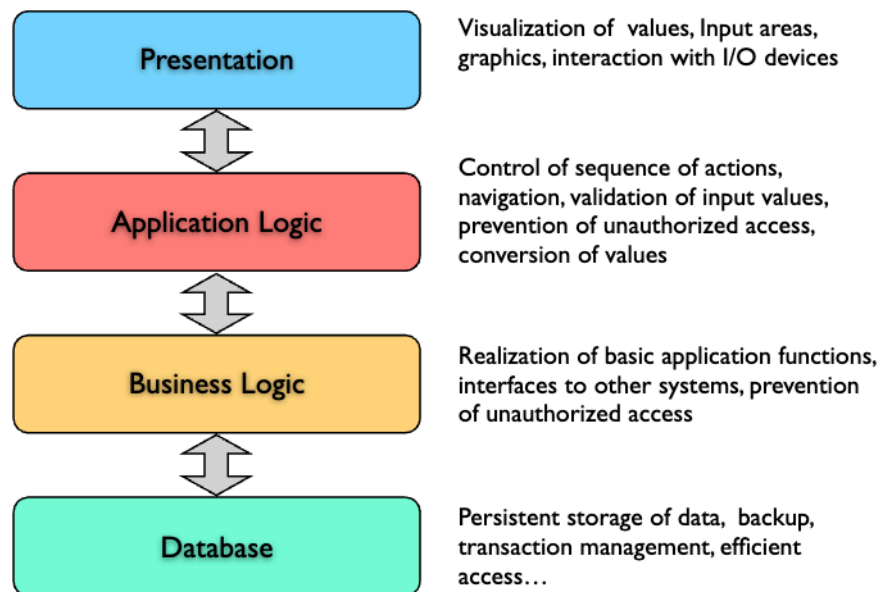 Presentation
Visualization of values, Input areas,
graphics, interaction with I/O devices
Application Logic
Control of sequence of actions,
navigation, validation of input values,
prevention of unauthorized access,
conversion of values
Business Logic
Realization of basic application functions,
interfaces to other systems, prevention
of unauthorized access
Database
Persistent storage of data, backup,
transaction management, efficient
access...